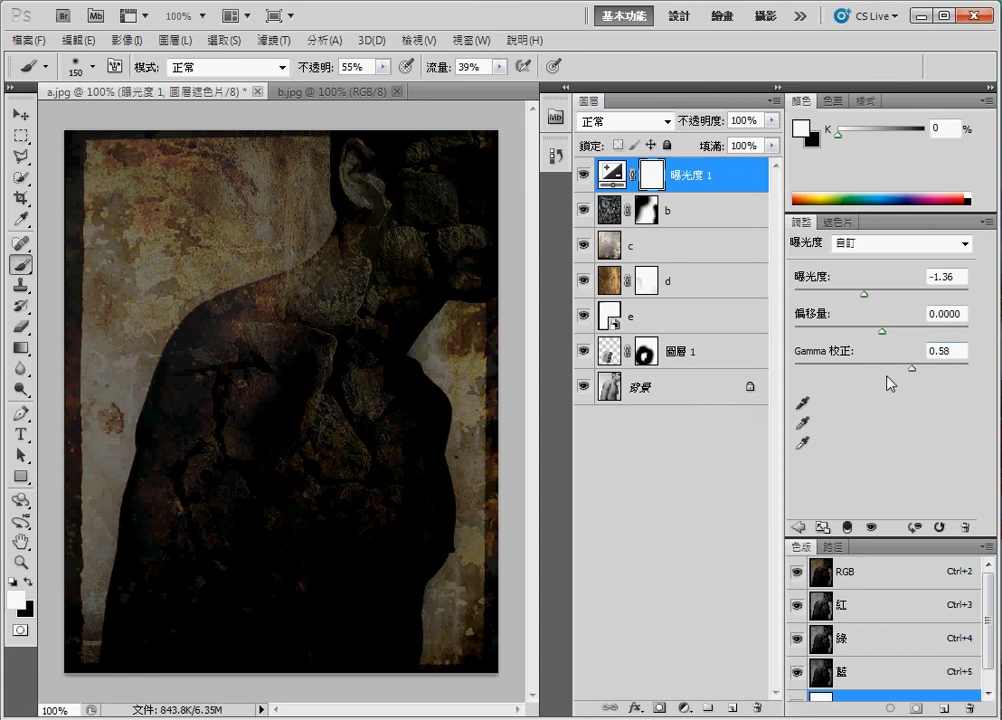 Ps Br Mb 100% 基本功能 設計 繪畫 攝影 CS Live
檔案(F) 編輯(E) 影像(I) 圖層(L) 選取(S) 濾鏡(T) 分析(A) 3D(D) 檢視(V) 視窗(W) 說明(H)
150 模式: 正常 不透明: 55% 流量: 39%
a.jpg @ 100% (曝光度 1, 圖層遮色片/8) * b.jpg @ 100% (RGB/8)
圖層
正常 不透明度: 100%
鎖定: 填滿: 100%
曝光度 1
b
c
d
e
圖層 1
背景
fx
Mb
顏色 色票 樣式
K 0 %
調整 遮色片
曝光度 自訂
曝光度: -1.36
偏移量: 0.0000
Gamma 校正: 0.58
色版 路徑
RGB Ctrl+2
紅 Ctrl+3
綠 Ctrl+4
藍 Ctrl+5
T
100% 文件: 843.8K/6.35M